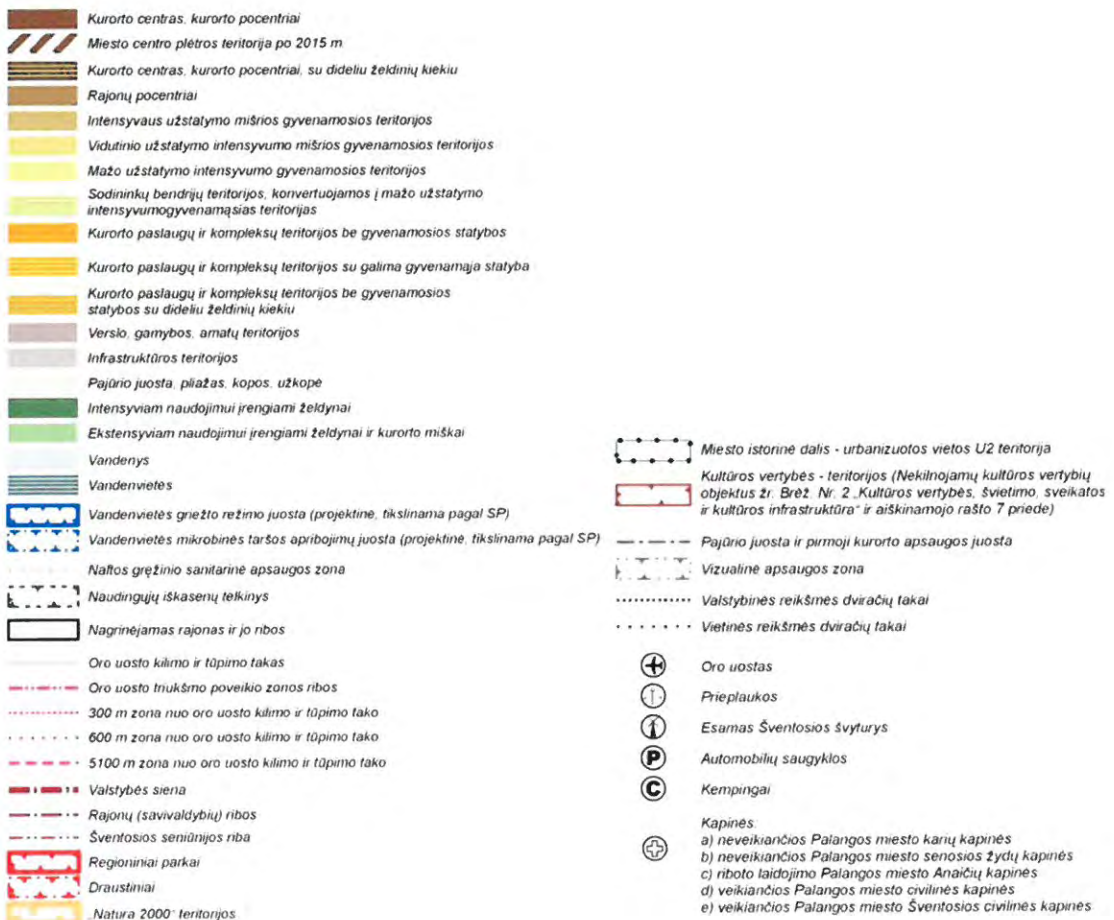 Kurorto centras, kurorto pocentriai
Miesto centro plėtros teritorija po 2015 m
Kurorto centras, kurorto pocentriai, su dideliu želdinių kiekiu
Rajonų pocentriai
Intensyvaus užstatymo mišrios gyvenamosios teritorijos
Vidutinio užstatymo intensyvumo mišrios gyvenamosios teritorijos
Mažo užstatymo intensyvumo gyvenamosios teritorijos
Sodininkų bendrijų teritorijos, konvertuojamos į mažo užstatymo
intensyvumogyvenamąsias teritorijas
Kurorto paslaugų ir kompleksų teritorijos be gyvenamosios statybos
Kurorto paslaugų ir kompleksų teritorijos su galima gyvenamaja statyba
Kurorto paslaugų ir kompleksų teritorijos be gyvenamosios
statybos su dideliu želdinių kiekiu
Verslo, gamybos, amatų teritorijos
Infrastruktūros teritorijos
Pajūrio juosta, pliažas, kopos, užkopė
Intensyviam naudojimui įrengiami želdynai
Ekstensyviam naudojimui įrengiami želdynai ir kurorto miškai
Vandenys
Vandenvietės
Vandenvietės griežto režimo juosta (projektinė, tikslinama pagal SP)
Vandenvietės mikrobinės taršos apribojimų juosta (projektinė, tikslinama pagal SP)
Naftos gręžinio sanitarinė apsaugos zona
Naudingųjų iškasenų telkinys
Nagrinėjamas rajonas ir jo ribos
Oro uosto kilimo ir tūpimo takas
Oro uosto triukšmo poveikio zonos ribos
300 m zona nuo oro uosto kilimo ir tūpimo tako
600 m zona nuo oro uosto kilimo ir tūpimo tako
5100 m zona nuo oro uosto kilimo ir tūpimo tako
Valstybės siena
Rajonų (savivaldybių) ribos
Šventosios seniūnijos riba
Regioniniai parkai
Draustiniai
„Natura 2000" teritorijos
Miesto istorinė dalis - urbanizuotos vietos U2 teritorija
Kultūros vertybės - teritorijos (Nekilnojamų kultūros vertybių
objektus žr. Brėž. Nr. 2 „Kultūros vertybės, švietimo, sveikatos
ir kultūros infrastruktūra" ir aiškinamojo rašto 7 priede)
Pajūrio juosta ir pirmoji kurorto apsaugos juosta
Vizualinė apsaugos zona
Valstybinės reikšmės dviračių takai
Vietinės reikšmės dviračių takai
Oro uostas
Prieplaukos
Esamas Šventosios švyturys
P Automobilių saugyklos
C Kempingai
Kapinės:
a) neveikiančios Palangos miesto karių kapinės
b) neveikiančios Palangos miesto senosios žydų kapinės
c) riboto laidojimo Palangos miesto Anaičių kapinės
d) veikiančios Palangos miesto civilinės kapinės
e) veikiančios Palangos miesto Šventosios civilinės kapinės